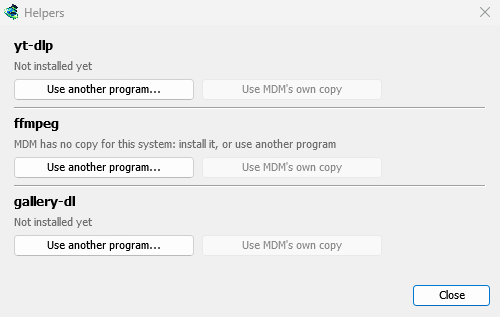 Helpers
yt-dlp
Not installed yet
Use another program... Use MDM's own copy
ffmpeg
MDM has no copy for this system: install it, or use another program
Use another program... Use MDM's own copy
gallery-dl
Not installed yet
Use another program... Use MDM's own copy
Close